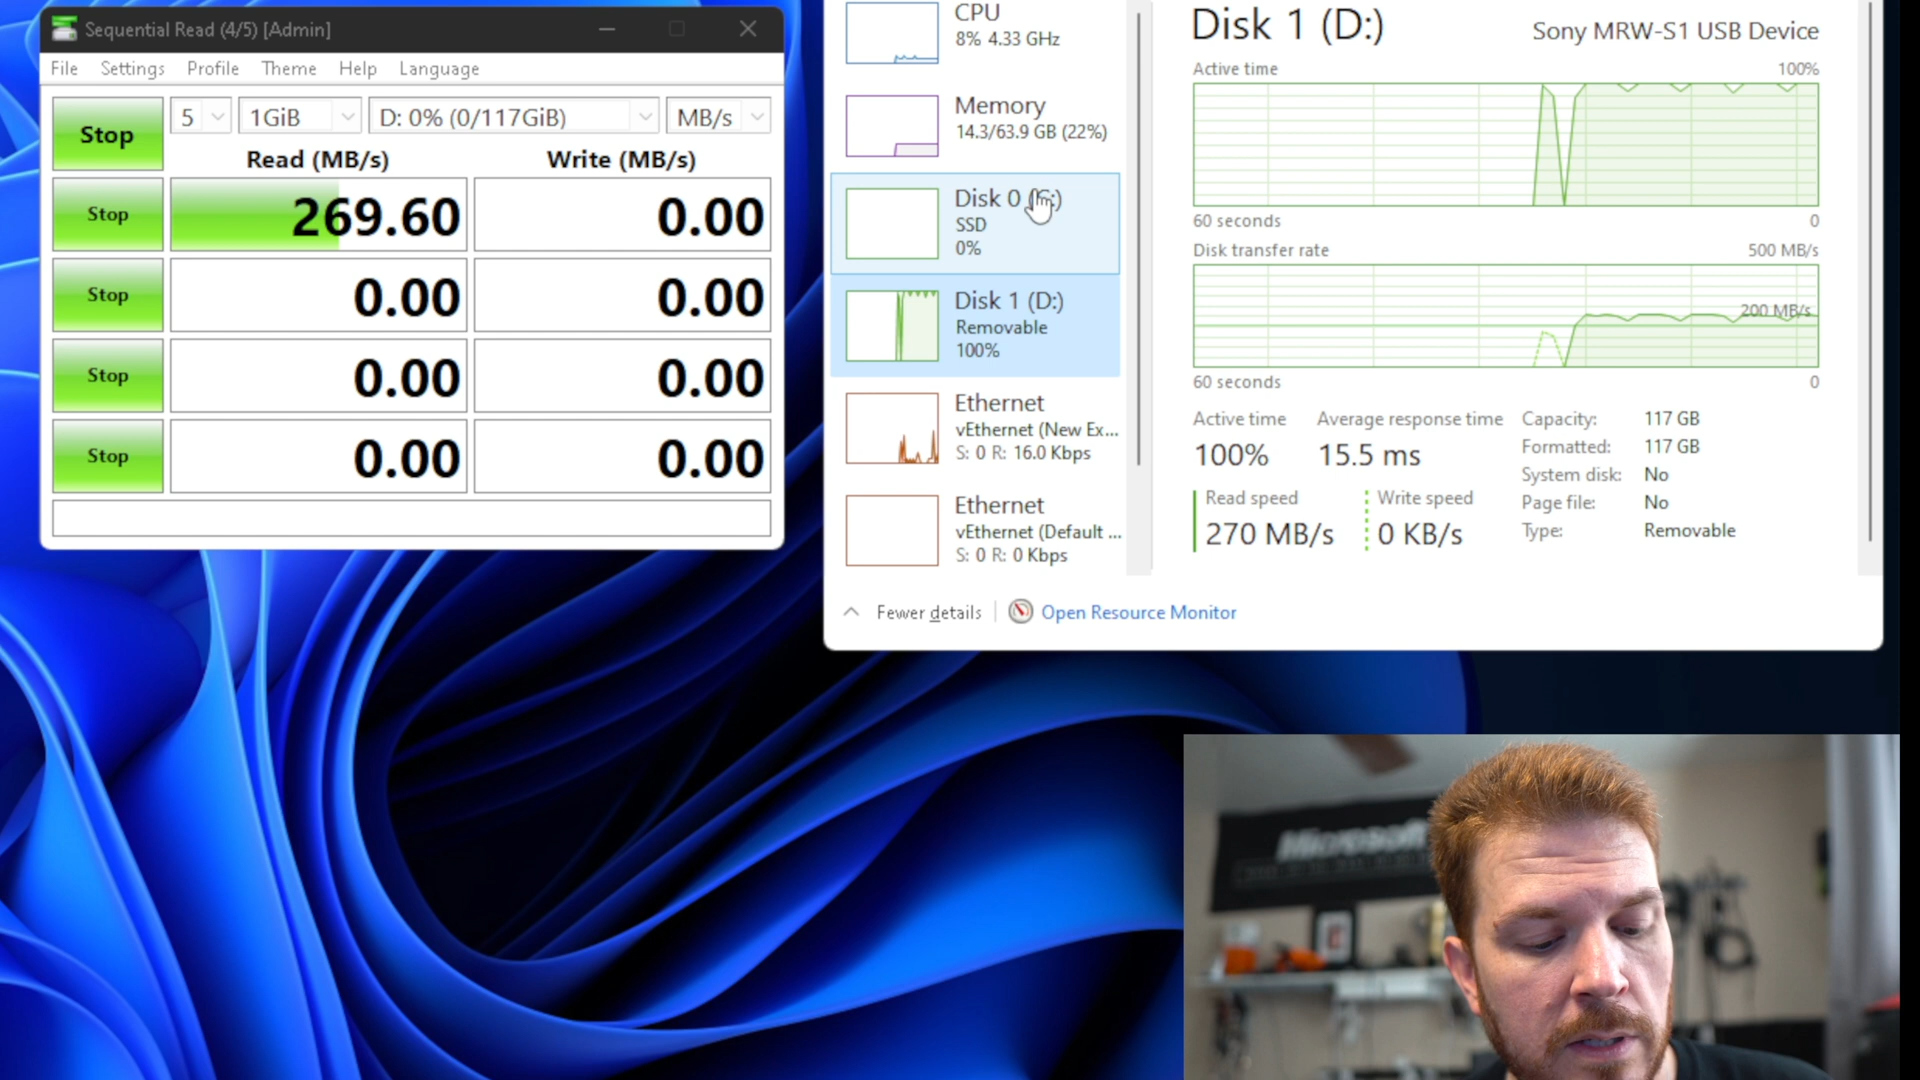 Sequential Read (4/5) [Admin]
File Settings Profile Theme Help Language
Stop 5 1GiB D: 0% (0/117GiB) MB/s
Read (MB/s) Write (MB/s)
Stop 269.60 0.00
Stop 0.00 0.00
Stop 0.00 0.00
Stop 0.00 0.00
CPU
8% 4.33 GHz
Memory
14.3/63.9 GB (22%)
Disk 0
SSD
0%
Disk 1 (D:)
Removable
100%
Ethernet
vEthernet (New Ex...
S: 0 R: 16.0 Kbps
Ethernet
vEthernet (Default ...
S: 0 R: 0 Kbps
Disk 1 (D:) Sony MRW-S1 USB Device
Active time 100%
60 seconds 0
Disk transfer rate 500 MB/s
200 MB/s
60 seconds 0
Active time
100%
Average response time
15.5 ms
Read speed
270 MB/s
Write speed
0 KB/s
Capacity: 117 GB
Formatted: 117 GB
System disk: No
Page file: No
Type: Removable
Fewer details Open Resource Monitor
Microsoft